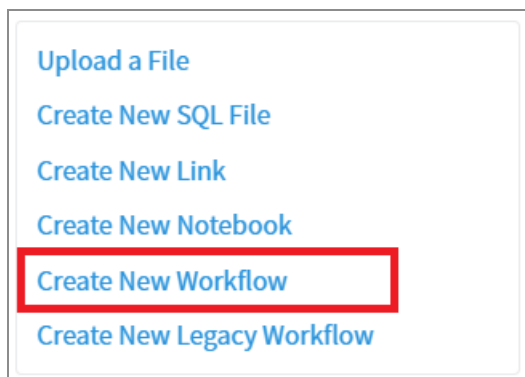 Upload a File
Create New SQL File
Create New Link
Create New Notebook
Create New Workflow
Create New Legacy Workflow